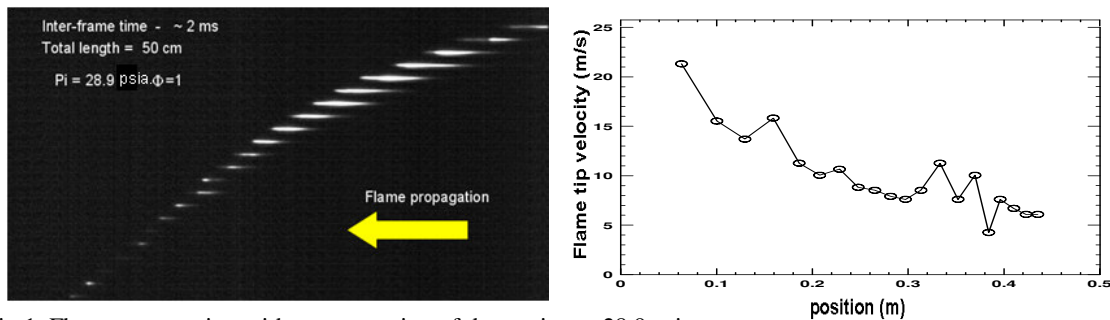 Inter-frame time - ~ 2 ms
Total length = 50 cm
Pi = 28.9 psia.Φ=1
Flame propagation
Flame tip velocity (m/s)
25
20
15
10
5
0
0 0.1 0.2 0.3 0.4 0.5
position (m)